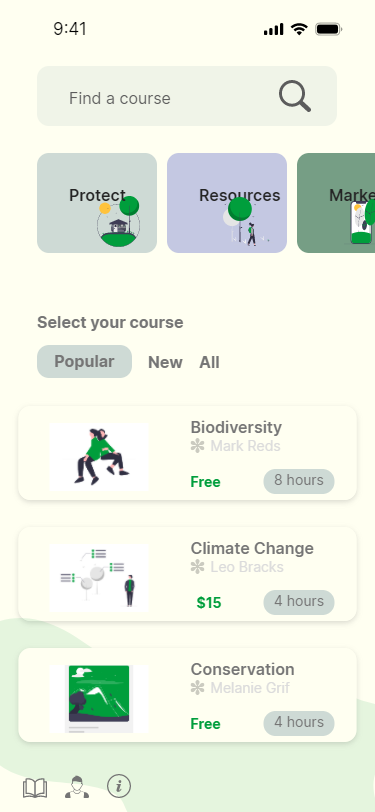 9:41
Find a course
Protect
Resources
Marke
Select your course
Popular New All
Biodiversity
Mark Reds
Free 8 hours
Climate Change
Leo Bracks
$15 4 hours
Conservation
Melanie Grif
Free 4 hours